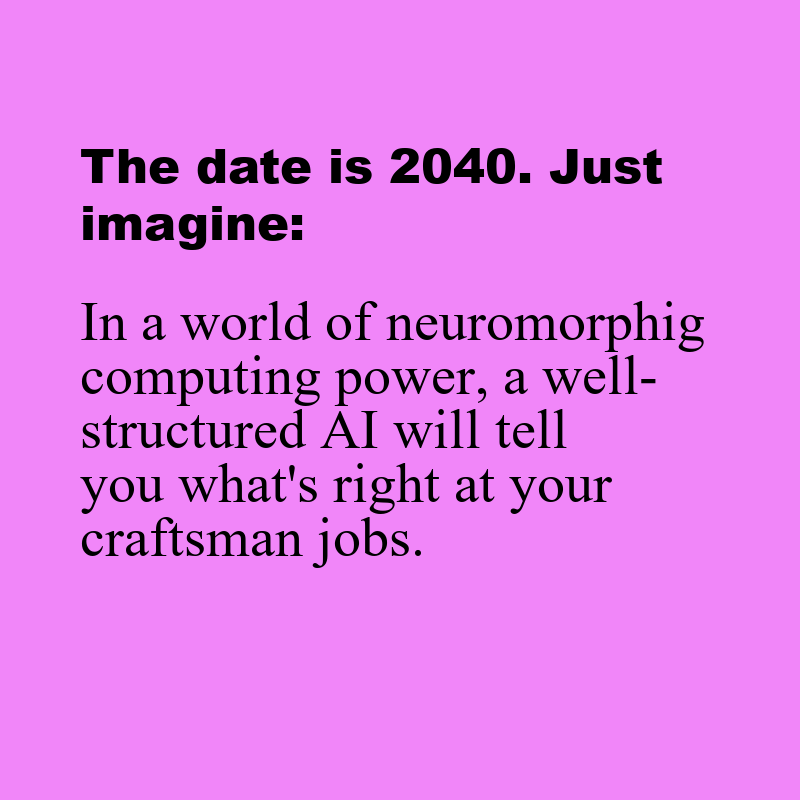 The date is 2040. Just
imagine:
In a world of neuromorphig
computing power, a well-
structured AI will tell
you what's right at your
craftsman jobs.